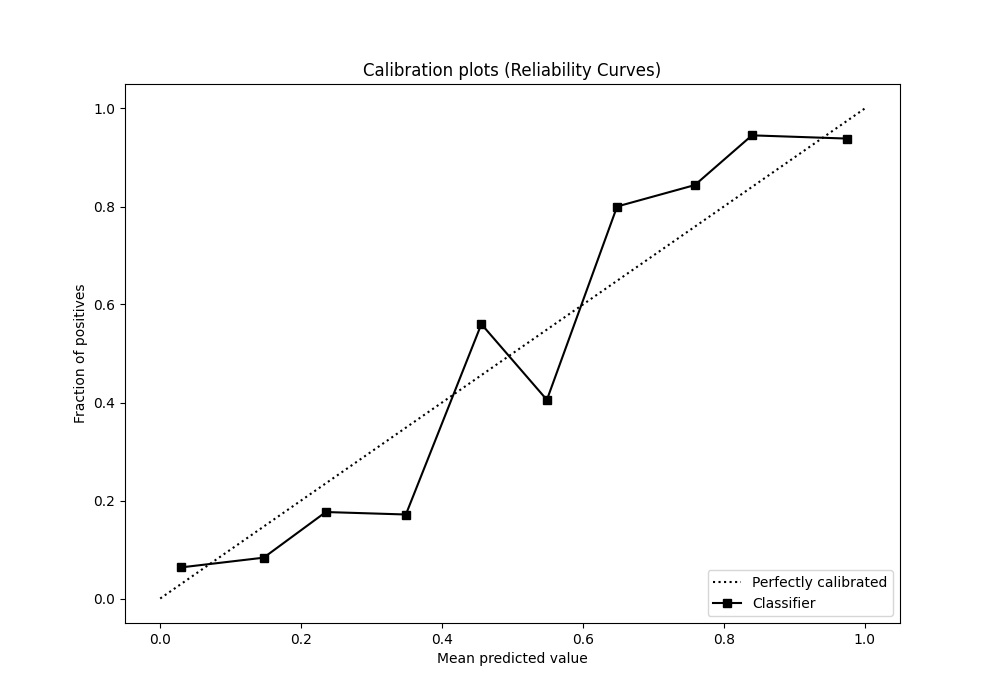 Calibration plots (Reliability Curves)
1.0
0.8
0.6
0.4
0.2
0.0
Fraction of positives
0.0 0.2 0.4 0.6 0.8 1.0
Mean predicted value
Perfectly calibrated
Classifier